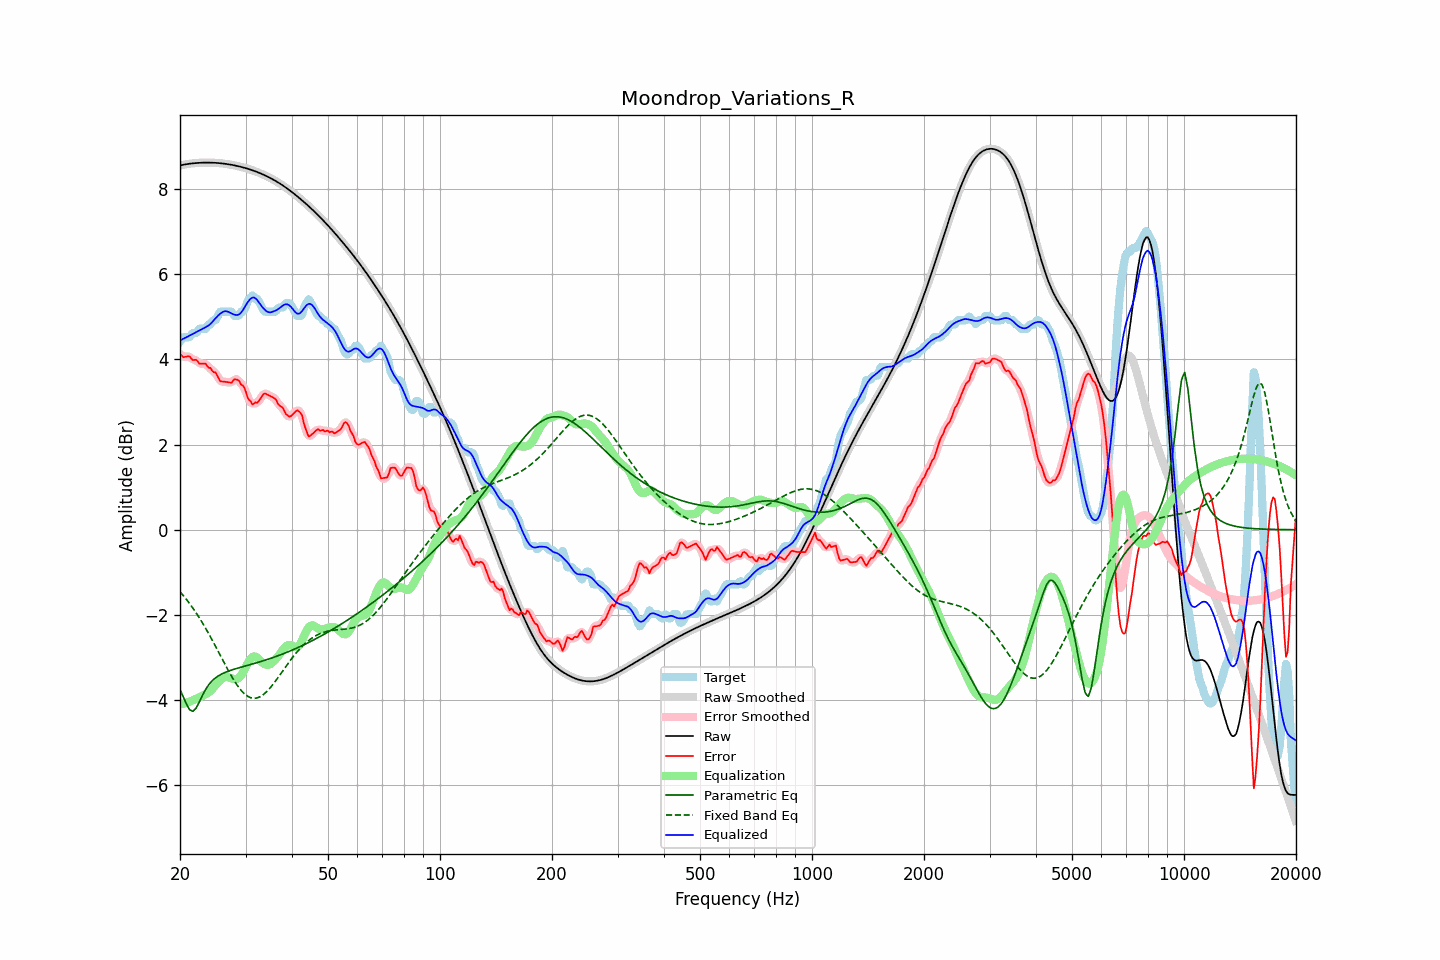 Moondrop_Variations_R
Amplitude (dBr)
8
6
4
2
0
−2
−4
−6
Target
Raw Smoothed
Error Smoothed
Raw
Error
Equalization
Parametric Eq
Fixed Band Eq
Equalized
20 50 100 200 500 1000 2000 5000 10000 20000
Frequency (Hz)